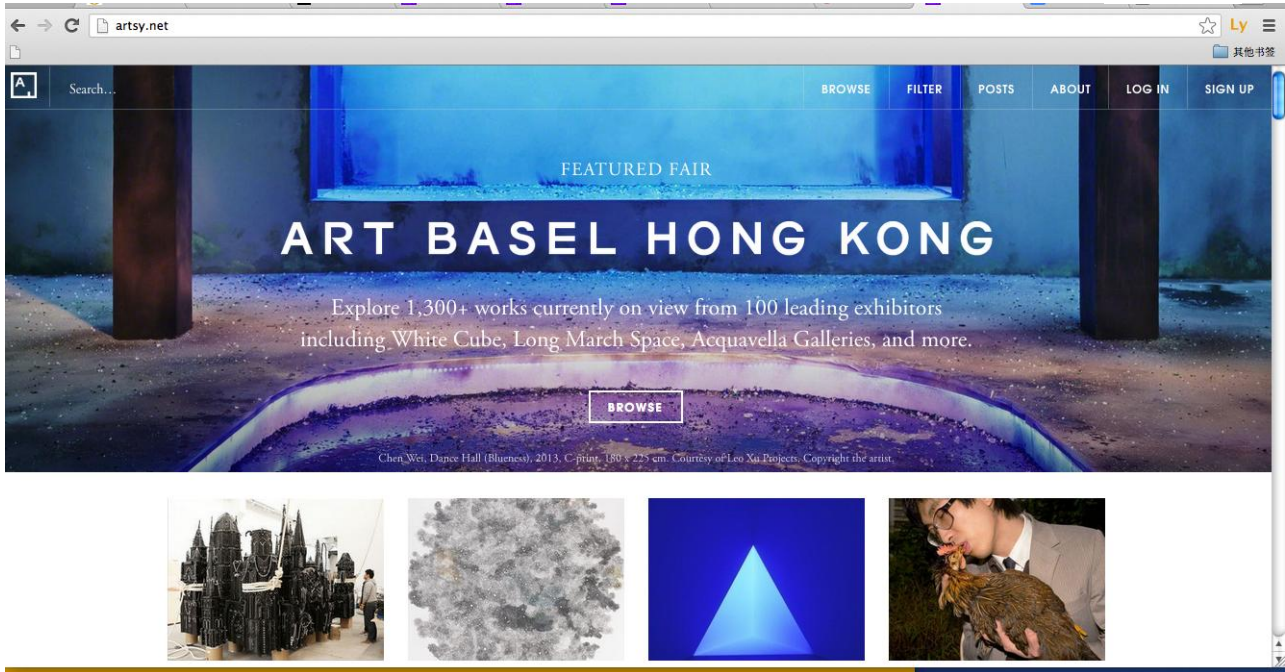 artsy.net
Ly
其他书签
A
Search...
BROWSE
FILTER
POSTS
ABOUT
LOG IN
SIGN UP
FEATURED FAIR
ART BASEL HONG KONG
Explore 1,300+ works currently on view from 100 leading exhibitors
including White Cube, Long March Space, Acquavella Galleries, and more.
BROWSE
Chen Wei, Dance Hall (Blueness), 2013, C-print, 180 x 225 cm. Courtesy of Leo Xu Projects. Copyright the artist.